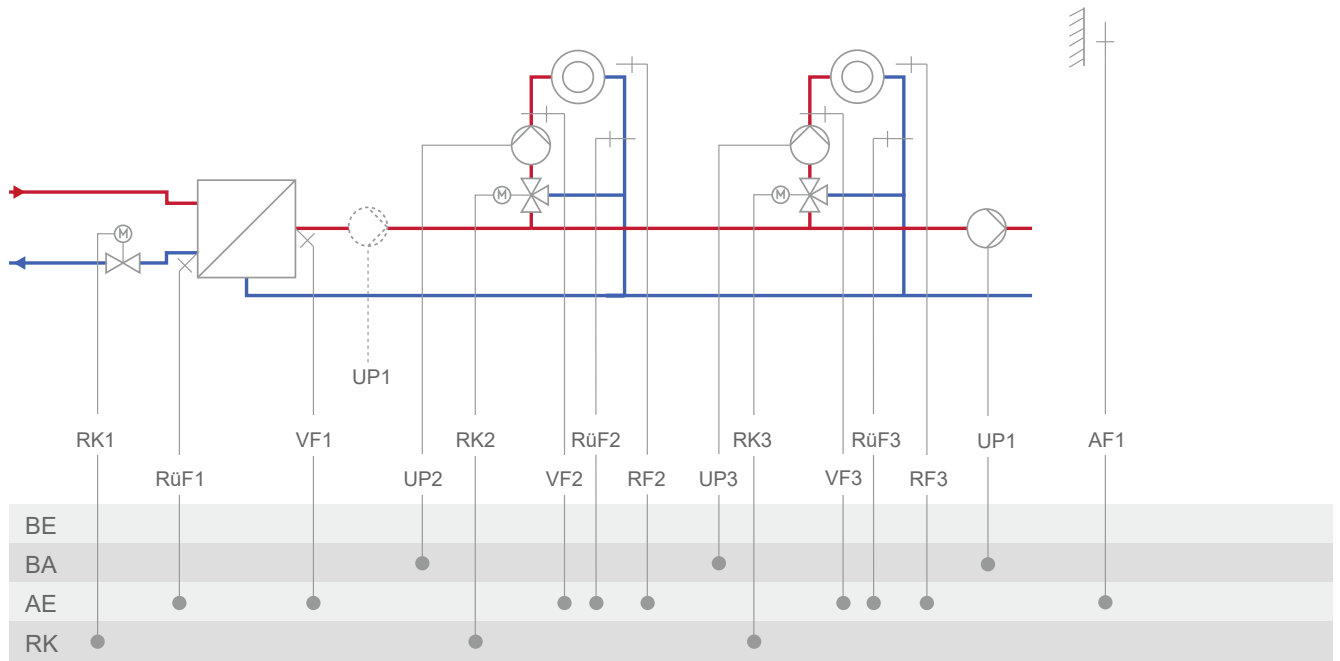 M
M
M
UP1
RK1
VF1
RK2
RüF2
RK3
RüF3
UP1
AF1
RüF1
UP2
VF2
RF2
UP3
VF3
RF3
BE
BA
AE
RK